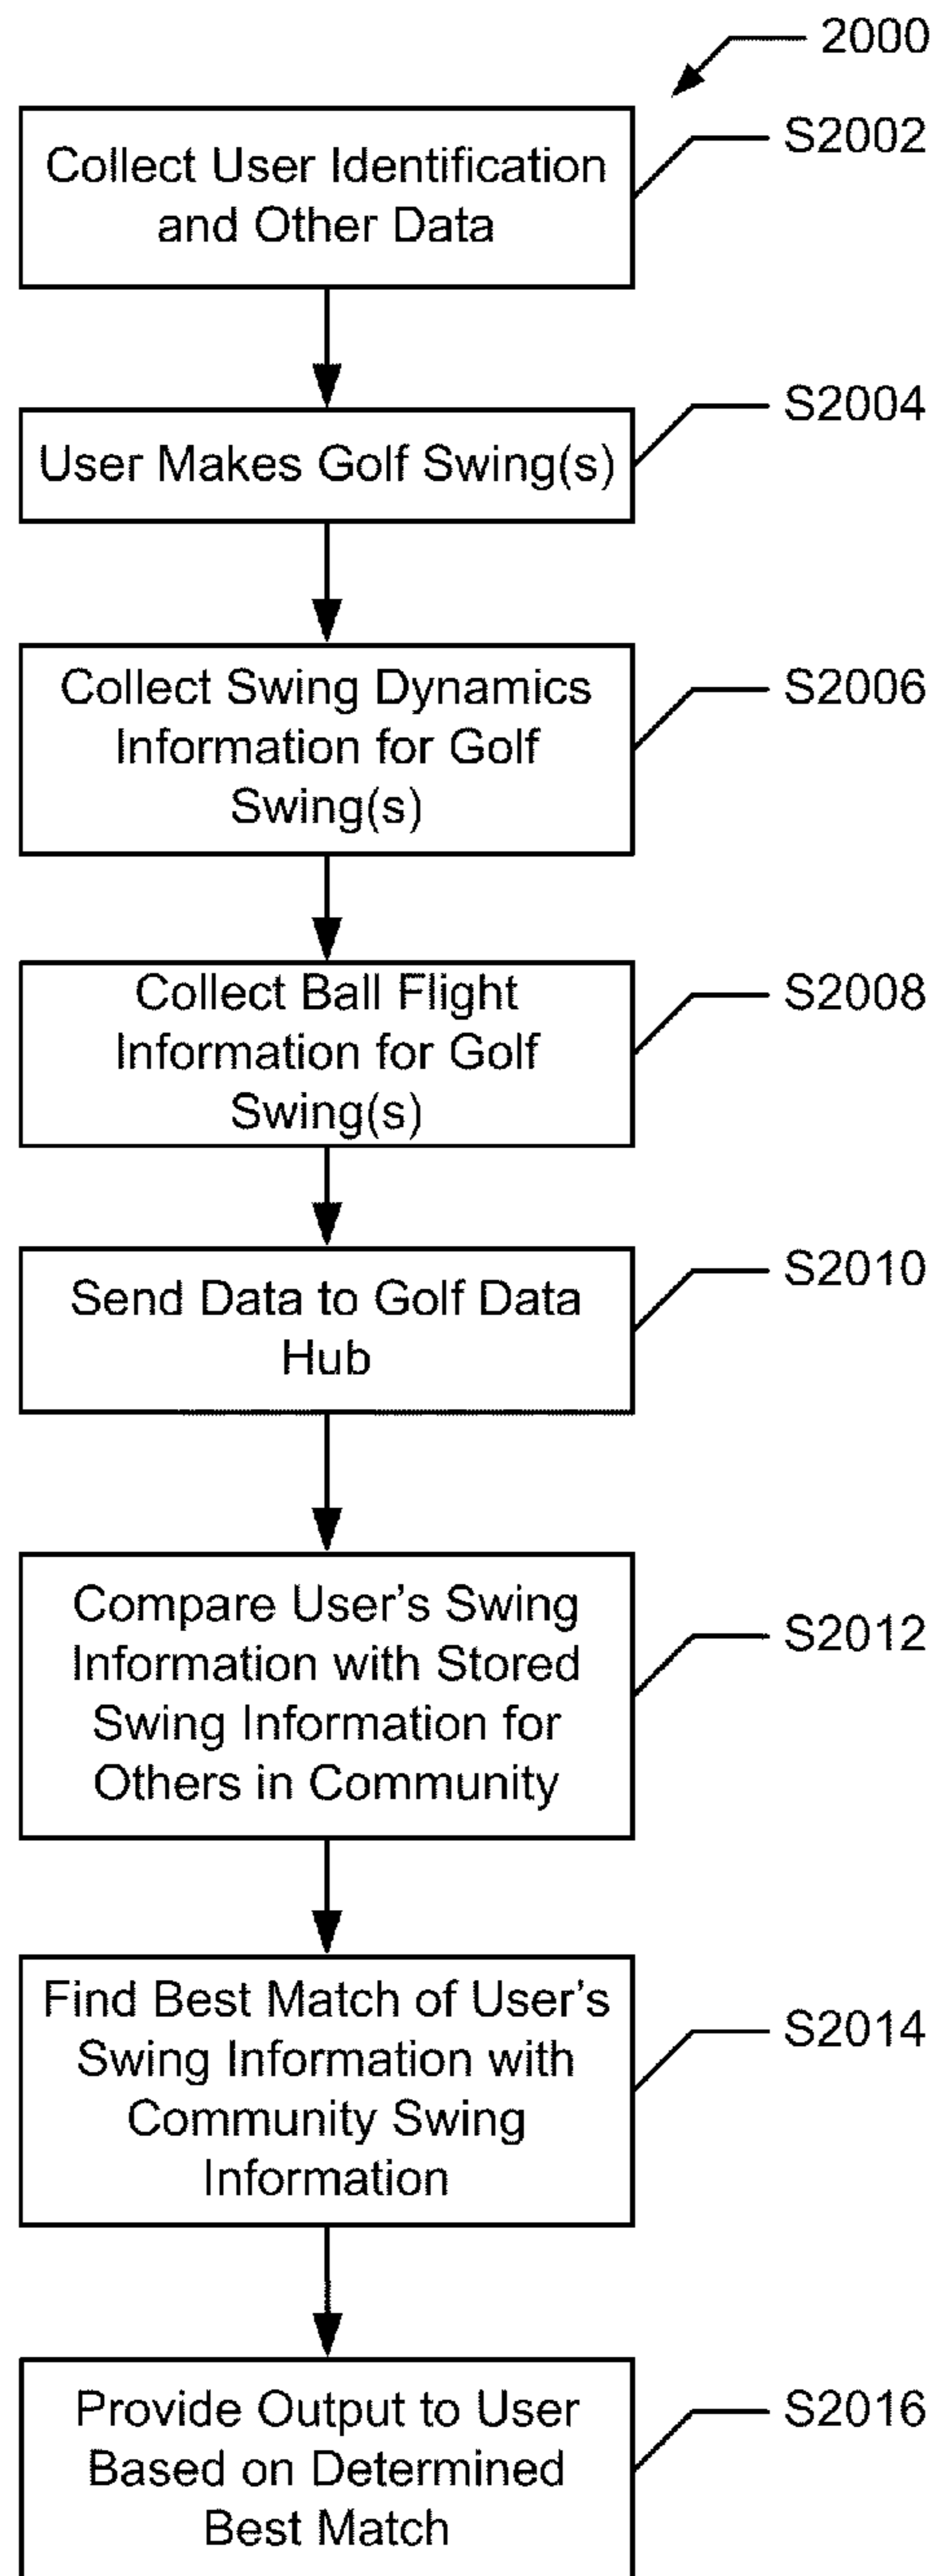 2000
S2002
Collect User Identification
and Other Data
S2004
User Makes Golf Swing(s)
S2006
Collect Swing Dynamics
Information for Golf
Swing(s)
S2008
Collect Ball Flight
Information for Golf
Swing(s)
S2010
Send Data to Golf Data
Hub
S2012
Compare User's Swing
Information with Stored
Swing Information for
Others in Community
S2014
Find Best Match of User's
Swing Information with
Community Swing
Information
S2016
Provide Output to User
Based on Determined
Best Match